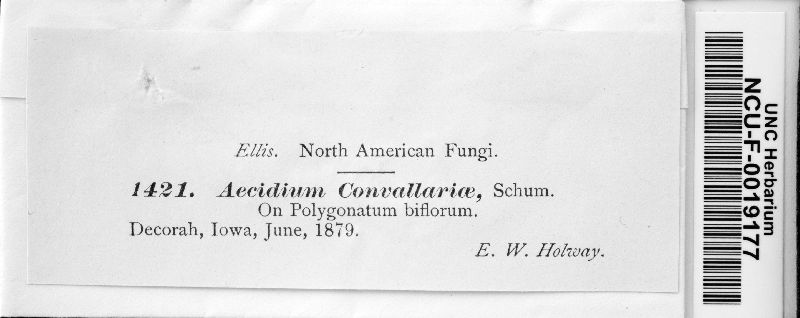 Ellis. North American Fungi.
1421. Aecidium Convallariæ, Schum.
On Polygonatum biflorum.
Decorah, Iowa, June, 1879.
E. W. Holway.
UNC Herbarium
NCU-F-0019177